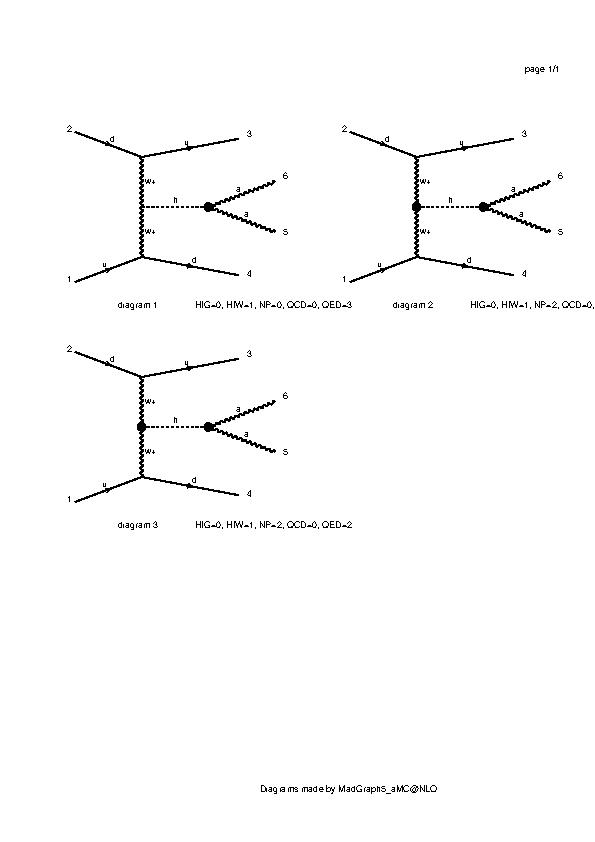 page 1/1
2
d
u
3
w+
h
a
6
w+
a
5
1
u
d
4
diagram 1 HIG=0, HIW=1, NP=0, QCD=0, QED=3
2
d
u
3
w+
h
a
6
w+
a
5
1
u
d
4
diagram 2 HIG=0, HIW=1, NP=2, QCD=0,
2
d
u
3
w+
h
a
6
w+
a
5
1
u
d
4
diagram 3 HIG=0, HIW=1, NP=2, QCD=0, QED=2
Diagrams made by MadGraph5_aMC@NLO